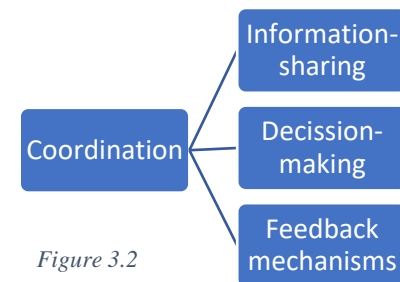 Information-
sharing
Coordination
Decission-
making
Feedback
mechanisms
Figure 3.2